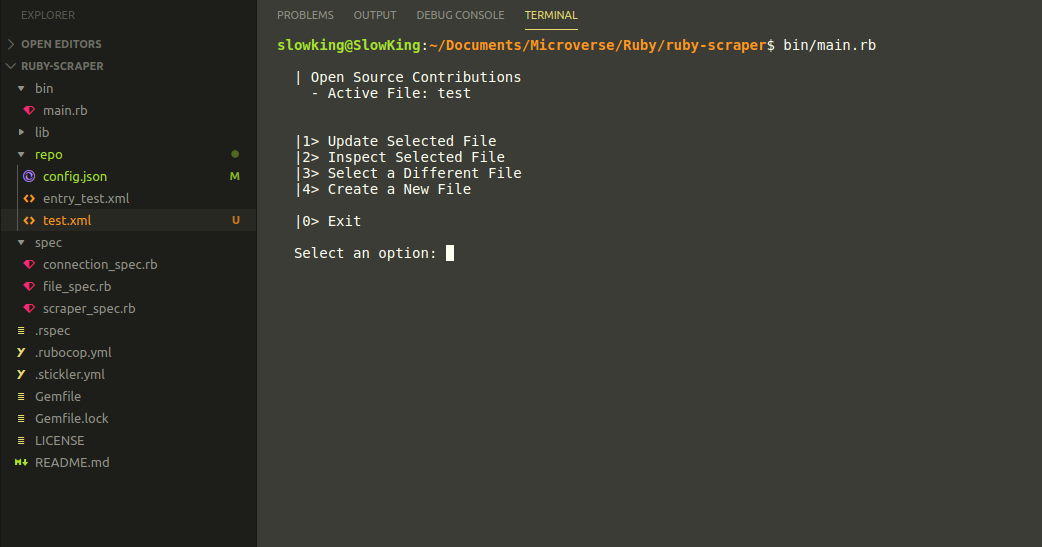 EXPLORER
OPEN EDITORS
RUBY-SCRAPER
bin
main.rb
lib
repo
config.json M
entry_test.xml
test.xml U
spec
connection_spec.rb
file_spec.rb
scraper_spec.rb
.rspec
.rubocop.yml
.stickler.yml
Gemfile
Gemfile.lock
LICENSE
README.md
PROBLEMS OUTPUT DEBUG CONSOLE TERMINAL
slowking@SlowKing:~/Documents/Microverse/Ruby/ruby-scraper$ bin/main.rb
| Open Source Contributions
- Active File: test
|1> Update Selected File
|2> Inspect Selected File
|3> Select a Different File
|4> Create a New File
|0> Exit
Select an option: